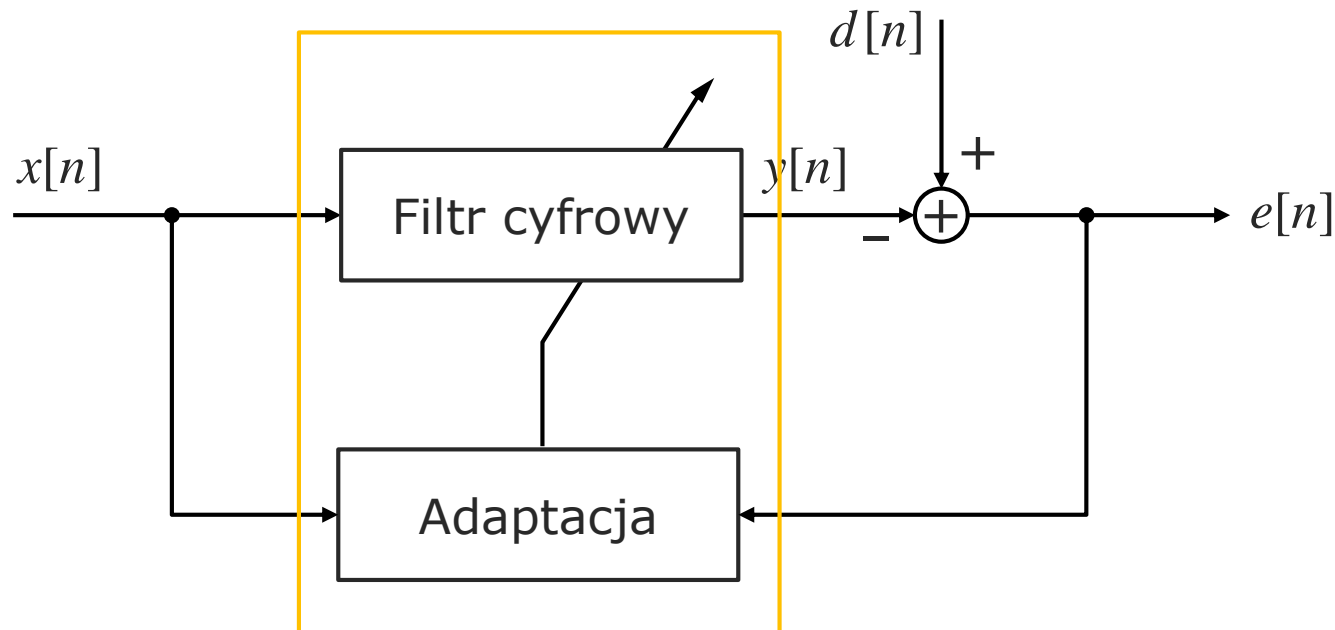 d[n]
+
x[n]
Filtr cyfrowy
y[n]
−
+
e[n]
Adaptacja